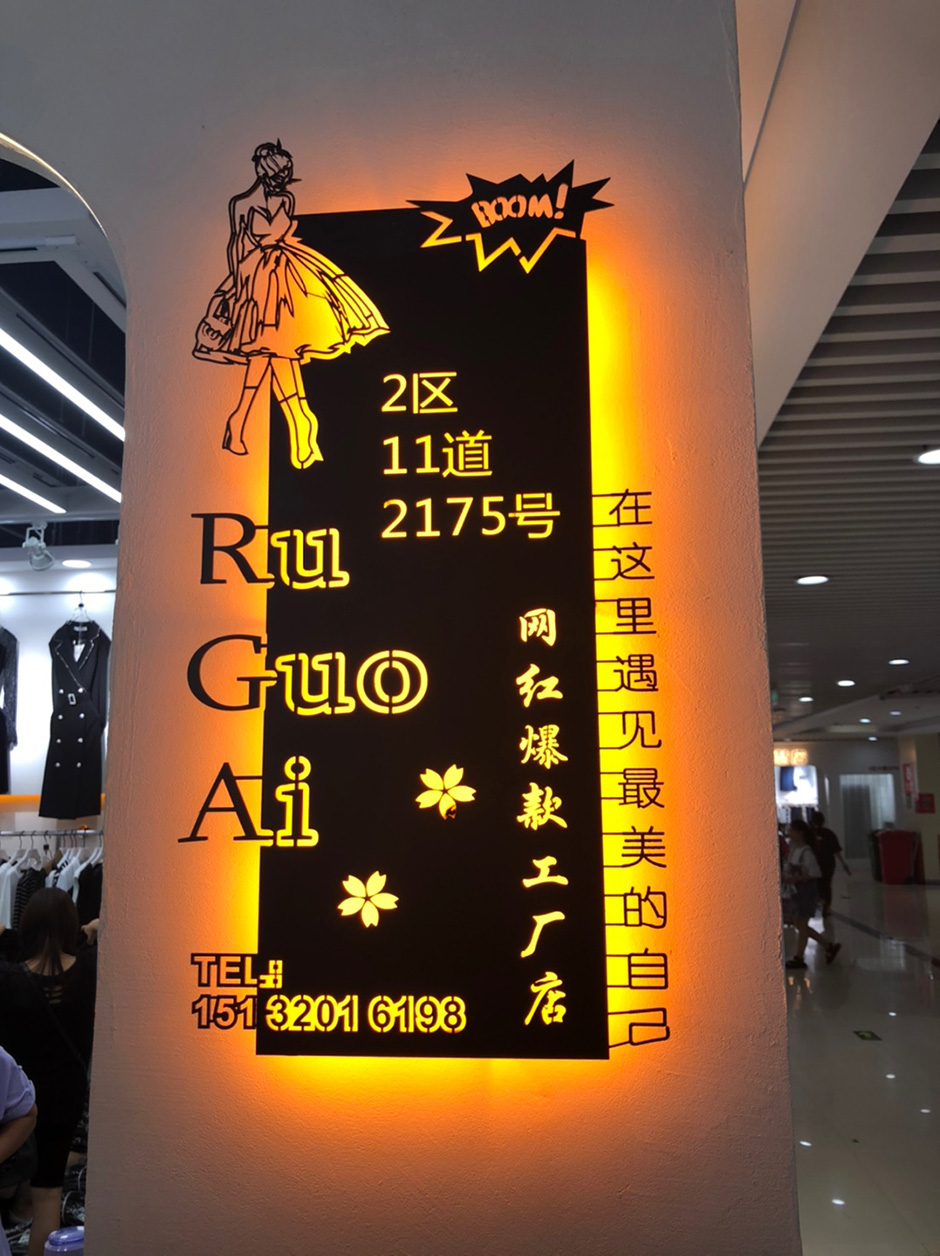 BOOM!
2区
11道
2175号
Ru
Guo
Ai
网红爆款工厂店
在这里遇见最美的自己
TEL:
151 3201 6198